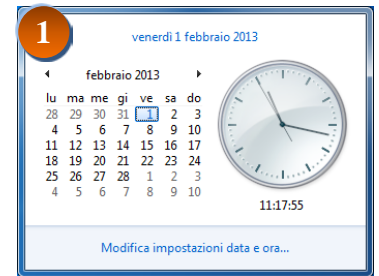 1
venerdì 1 febbraio 2013
febbraio 2013
lu ma me gi ve sa do
28 29 30 31 1 2 3
4 5 6 7 8 9 10
11 12 13 14 15 16 17
18 19 20 21 22 23 24
25 26 27 28 1 2 3
4 5 6 7 8 9 10
11:17:55
Modifica impostazioni data e ora...